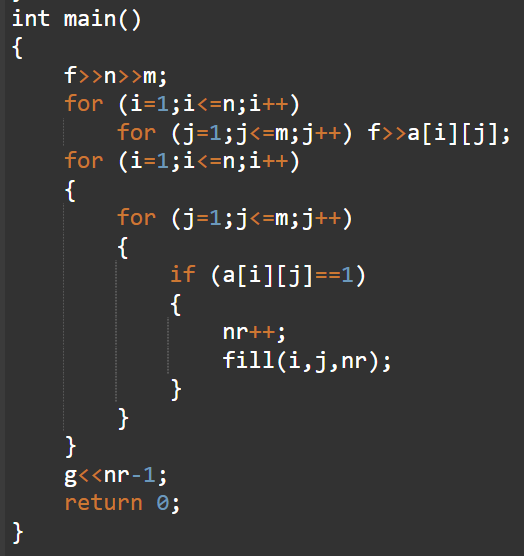 int main()
{
    f>>n>>m;
    for (i=1;i<=n;i++)
        for (j=1;j<=m;j++) f>>a[i][j];
    for (i=1;i<=n;i++)
    {
        for (j=1;j<=m;j++)
        {
            if (a[i][j]==1)
            {
                nr++;
                fill(i,j,nr);
            }
        }
    }
    g<<nr-1;
    return 0;
}